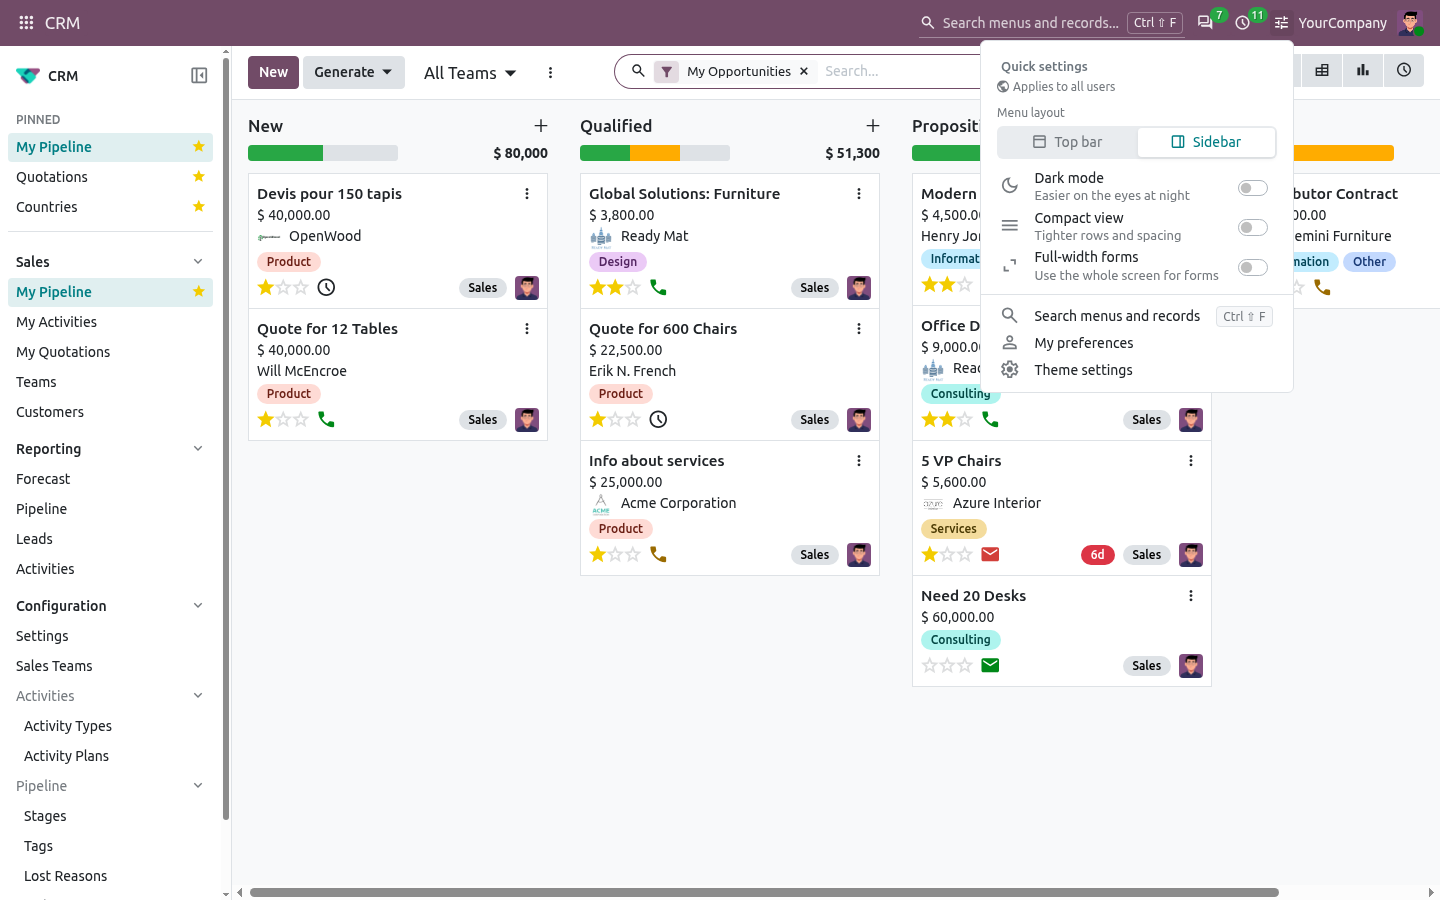 CRM
Search menus and records...
Ctrl ⇧ F
7
11
YourCompany
CRM
PINNED
My Pipeline
Quotations
Countries
Sales
My Pipeline
My Activities
My Quotations
Teams
Customers
Reporting
Forecast
Pipeline
Leads
Activities
Configuration
Settings
Sales Teams
Activities
Activity Types
Activity Plans
Pipeline
Stages
Tags
Lost Reasons
New
Generate
All Teams
My Opportunities
Search...
New
$ 80,000
Devis pour 150 tapis
$ 40,000.00
OpenWood
Product
Sales
Quote for 12 Tables
$ 40,000.00
Will McEncroe
Product
Sales
Qualified
$ 51,300
Global Solutions: Furniture
$ 3,800.00
Ready Mat
Design
Sales
Quote for 600 Chairs
$ 22,500.00
Erik N. French
Product
Sales
Info about services
$ 25,000.00
ACME
Acme Corporation
Product
Sales
Propositi
Modern
$ 4,500.0
Henry Jor
Informat
Office D
$ 9,000.0
Read
Consulting
Sales
5 VP Chairs
$ 5,600.00
Azure Interior
Services
6d
Sales
Need 20 Desks
$ 60,000.00
Consulting
Sales
butor Contract
00.00
emini Furniture
mation
Other
Quick settings
Applies to all users
Menu layout
Top bar
Sidebar
Dark mode
Easier on the eyes at night
Compact view
Tighter rows and spacing
Full-width forms
Use the whole screen for forms
Search menus and records
Ctrl ⇧ F
My preferences
Theme settings